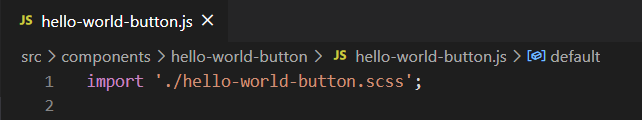 JS hello-world-button.js ×
src > components > hello-world-button > JS hello-world-button.js > default
1 import './hello-world-button.scss';
2